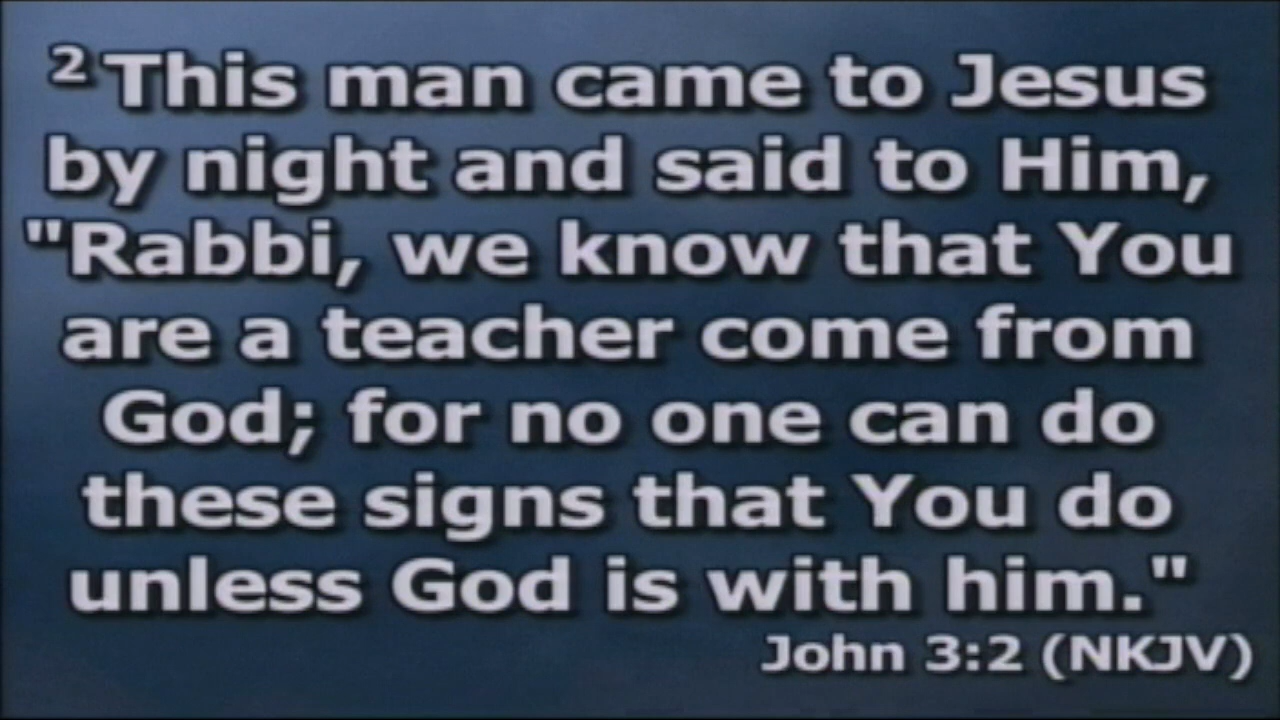 ² This man came to Jesus
by night and said to Him,
"Rabbi, we know that You
are a teacher come from
God; for no one can do
these signs that You do
unless God is with him."
John 3:2 (NKJV)